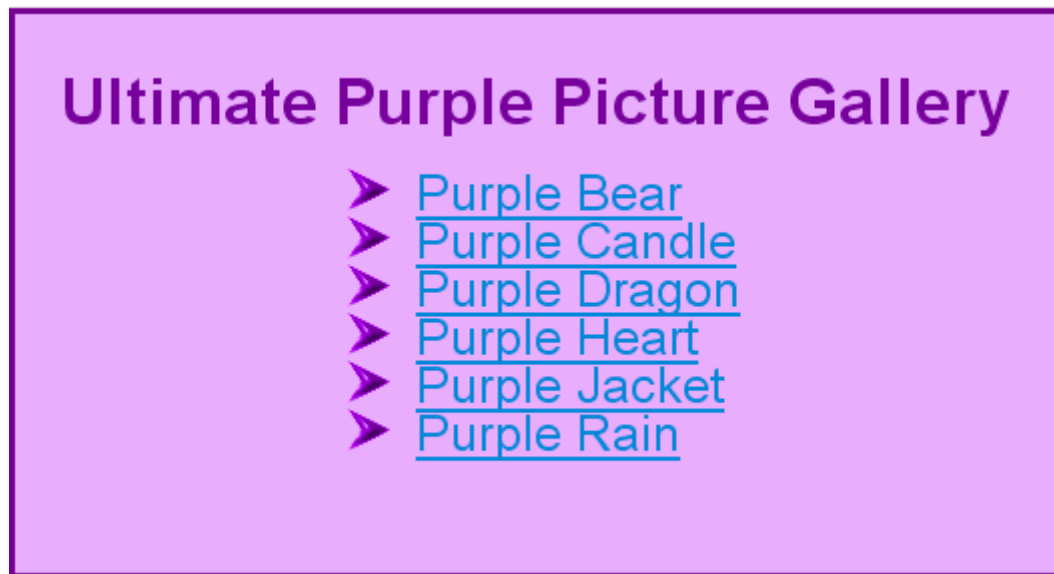 Ultimate Purple Picture Gallery
Purple Bear
Purple Candle
Purple Dragon
Purple Heart
Purple Jacket
Purple Rain